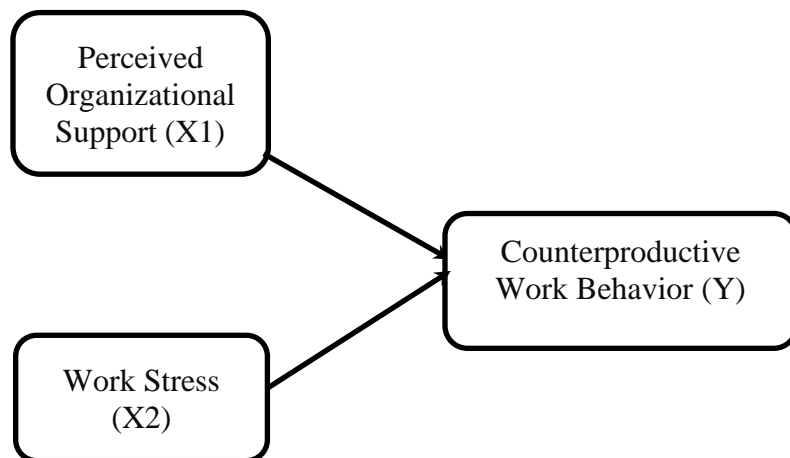 Perceived
Organizational
Support (X1)
Counterproductive
Work Behavior (Y)
Work Stress
(X2)